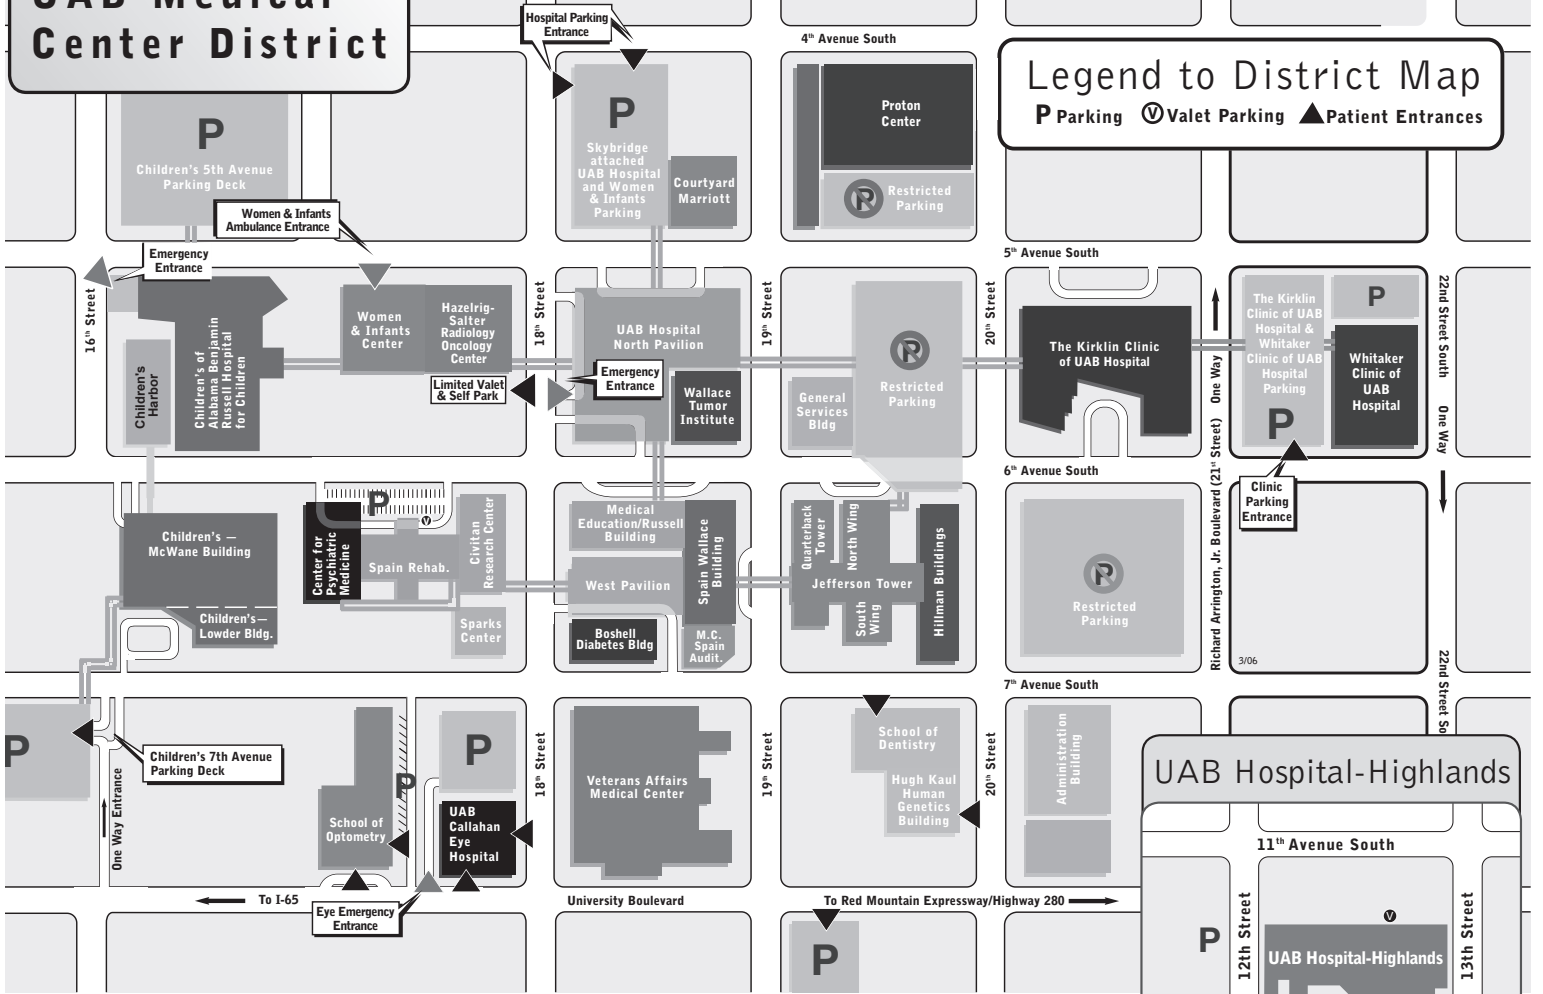 UAB Medical
Center District
Hospital Parking
Entrance
4th Avenue South
Legend to District Map
P Parking
V Valet Parking
Patient Entrances
P
Children's 5th Avenue
Parking Deck
P
Skybridge
attached
UAB Hospital
and Women
& Infants
Parking
Courtyard
Marriott
Proton
Center
P
Restricted
Parking
Women & Infants
Ambulance Entrance
Emergency
Entrance
5th Avenue South
16th Street
Children's
Harbor
Children's of
Alabama Benjamin
Russell Hospital
for Children
Women
& Infants
Center
Hazelrig-
Salter
Radiology
Oncology
Center
18th Street
Limited Valet
& Self Park
UAB Hospital
North Pavilion
Emergency
Entrance
Wallace
Tumor
Institute
19th Street
General
Services
Bldg
P
Restricted
Parking
20th Street
The Kirklin Clinic
of UAB Hospital
Richard Arrington, Jr. Boulevard (21st Street) One Way One Way
The Kirklin
Clinic of UAB
Hospital &
Whitaker
Clinic of UAB
Hospital
Parking
P
P
Whitaker
Clinic of
UAB
Hospital
22nd Street South
One Way
6th Avenue South
Clinic
Parking
Entrance
Children's —
McWane Building
Children's—
Lowder Bldg.
P
V
Center for
Psychiatric
Medicine
Spain Rehab.
Civitan
Research Center
Sparks
Center
Medical
Education/Russell
Building
West Pavilion
Boshell
Diabetes Bldg
Spain Wallace
Building
M.C.
Spain
Audit.
Quarterback
Tower
North Wing
Jefferson Tower
South
Wing
Hillman Buildings
P
Restricted
Parking
3/06
22nd Street So
7th Avenue South
P
Children's 7th Avenue
Parking Deck
One Way Entrance
School of
Optometry
P
P
UAB
Callahan
Eye
Hospital
18th Street
Veterans Affairs
Medical Center
19th Street
School of
Dentistry
Hugh Kaul
Human
Genetics
Building
20th Street
Administration
Building
UAB Hospital-Highlands
11th Avenue South
12th Street
13th Street
P
V
UAB Hospital-Highlands
To I-65
Eye Emergency
Entrance
University Boulevard
To Red Mountain Expressway/Highway 280
P